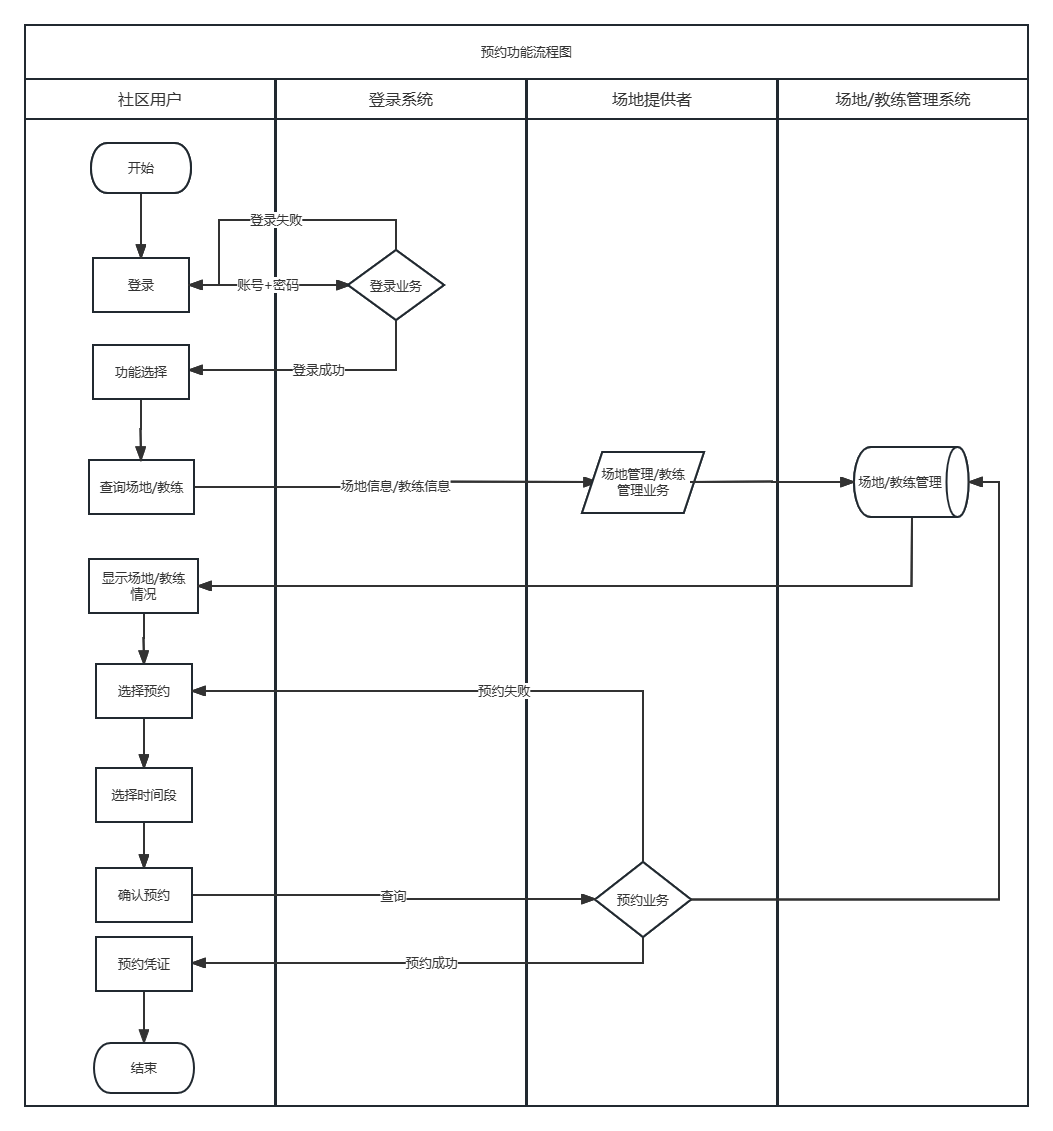 预约功能流程图
社区用户
登录系统
场地提供者
场地/教练管理系统
开始
登录失败
登录
账号+密码
登录业务
登录成功
功能选择
查询场地/教练
场地信息/教练信息
场地管理/教练
管理业务
场地/教练管理
显示场地/教练
情况
选择预约
预约失败
选择时间段
确认预约
查询
预约业务
预约凭证
预约成功
结束